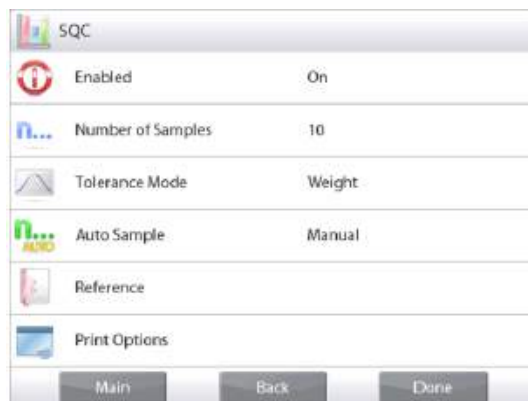 SQC
Enabled On
Number of Samples 10
Tolerance Mode Weight
n... AUTO
Auto Sample Manual
Reference
Print Options
Main Back Done